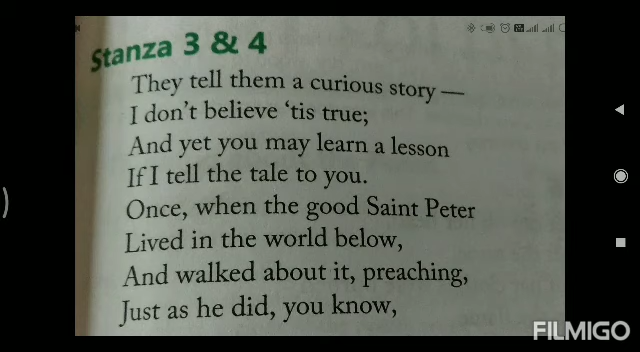 Stanza 3 & 4
They tell them a curious story —
I don't believe 'tis true;
And yet you may learn a lesson
If I tell the tale to you.
Once, when the good Saint Peter
Lived in the world below,
And walked about it, preaching,
Just as he did, you know,
FILMIGO